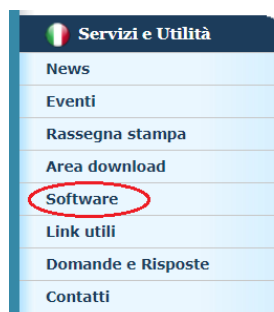 Servizi e Utilità
News
Eventi
Rassegna stampa
Area download
Software
Link utili
Domande e Risposte
Contatti